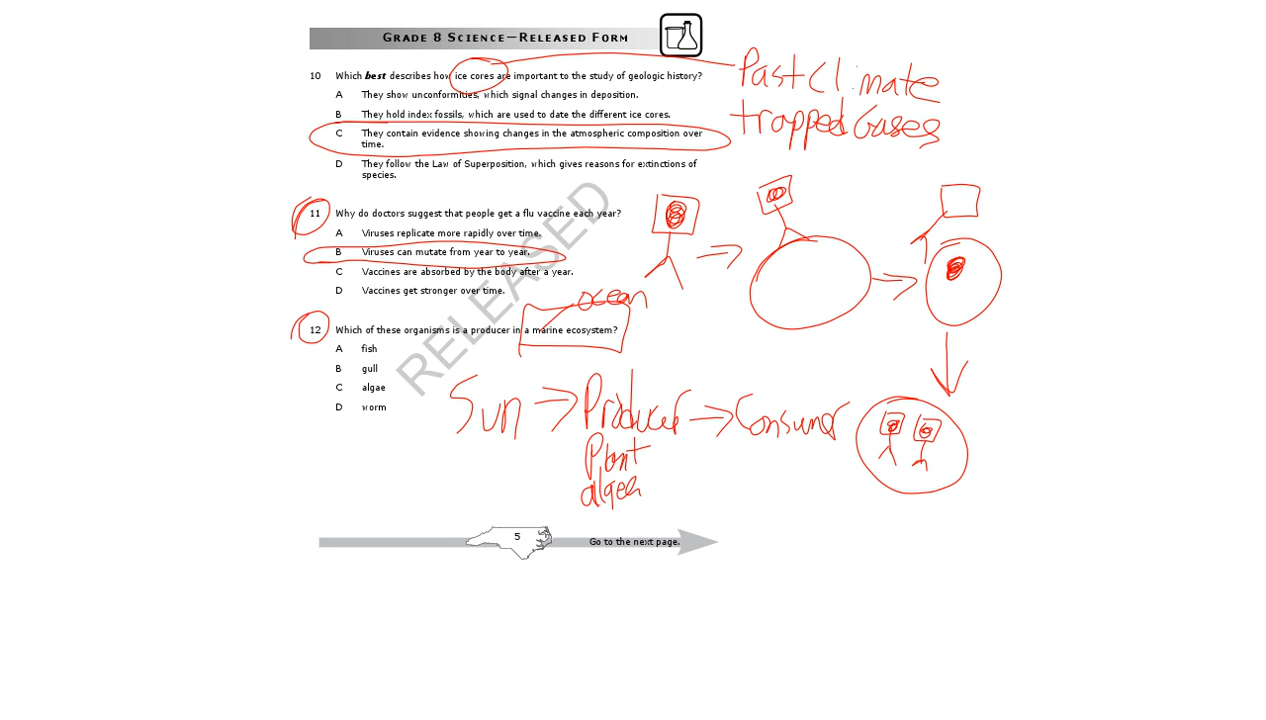 GRADE 8 SCIENCE—RELEASED FORM
10 Which best describes how ice cores are important to the study of geologic history?
A They show unconformities, which signal changes in deposition.
B They hold index fossils, which are used to date the different ice cores.
C They contain evidence showing changes in the atmospheric composition over
time.
D They follow the Law of Superposition, which gives reasons for extinctions of
species.
Past Climate
trapped Gases
11 Why do doctors suggest that people get a flu vaccine each year?
A Viruses replicate more rapidly over time.
B Viruses can mutate from year to year.
C Vaccines are absorbed by the body after a year.
D Vaccines get stronger over time.
ocean
12 Which of these organisms is a producer in a marine ecosystem?
A fish
B gull
C algae
D worm
Sun → Producer → Consumer
Plant
algea
RELEASED
5
Go to the next page.